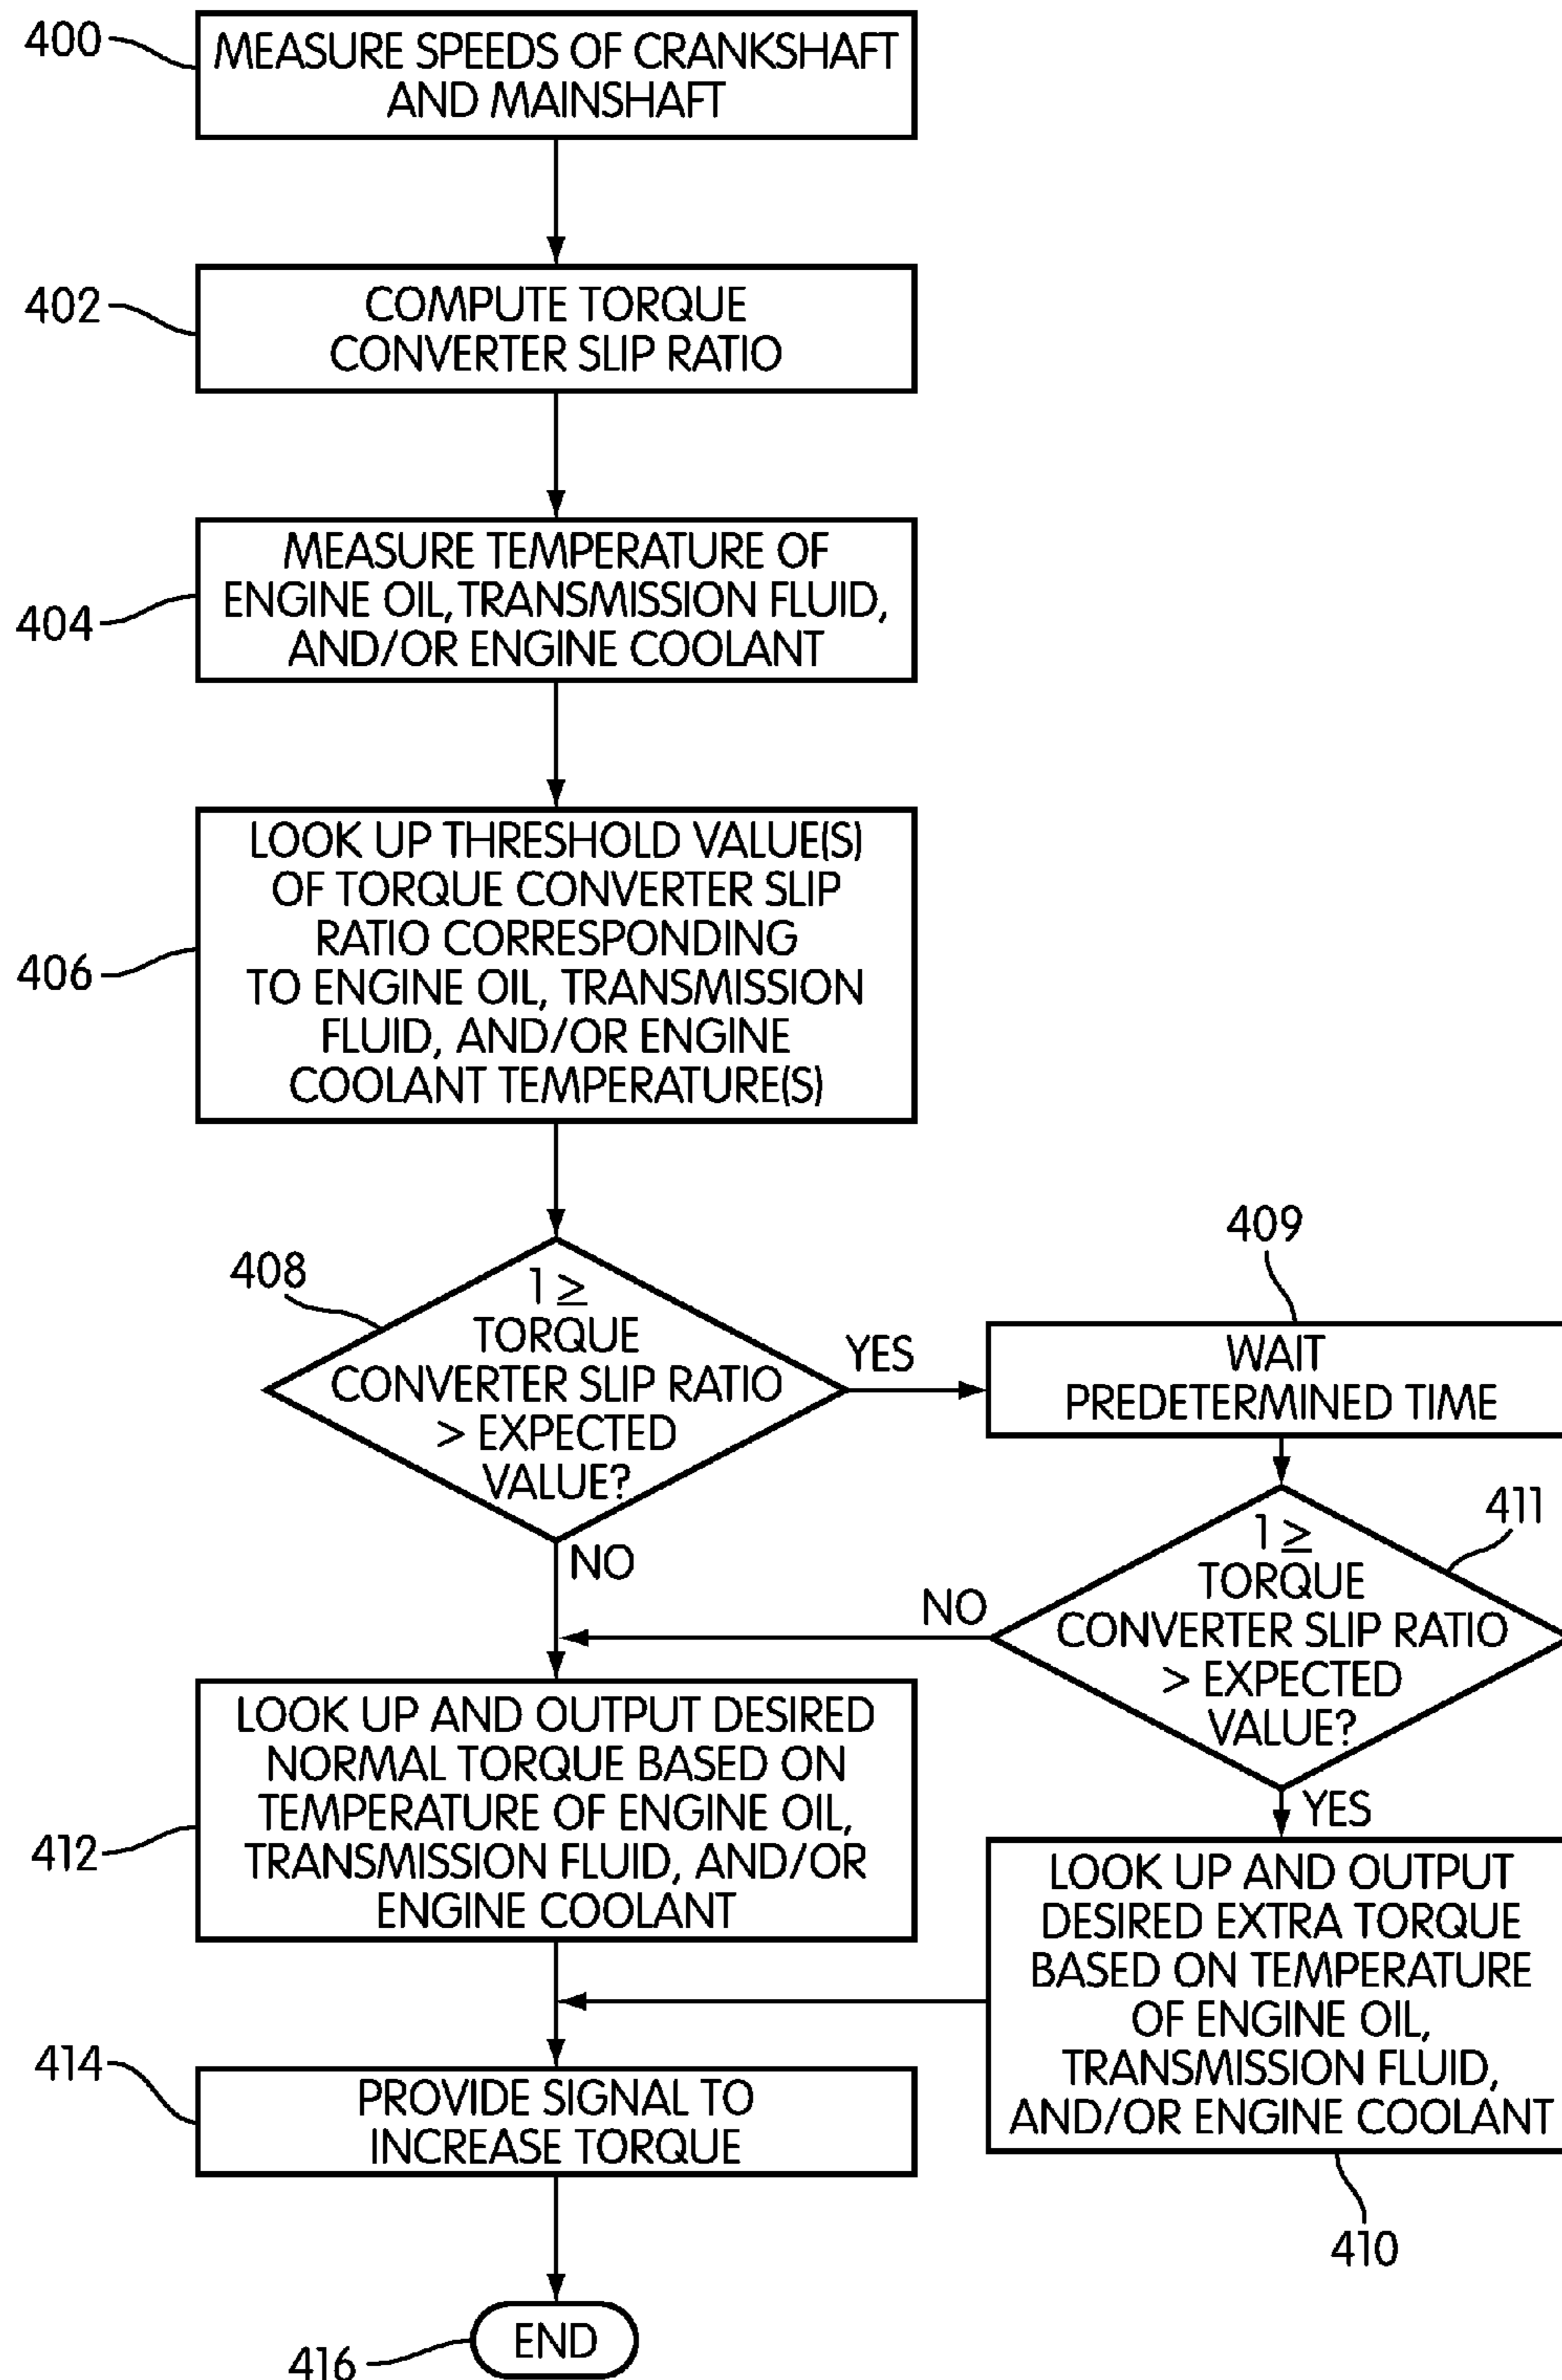 400
MEASURE SPEEDS OF CRANKSHAFT
AND MAINSHAFT
402
COMPUTE TORQUE
CONVERTER SLIP RATIO
404
MEASURE TEMPERATURE OF
ENGINE OIL, TRANSMISSION FLUID,
AND/OR ENGINE COOLANT
406
LOOK UP THRESHOLD VALUE(S)
OF TORQUE CONVERTER SLIP
RATIO CORRESPONDING
TO ENGINE OIL, TRANSMISSION
FLUID, AND/OR ENGINE
COOLANT TEMPERATURE(S)
408
1 ≥
TORQUE
CONVERTER SLIP RATIO
> EXPECTED
VALUE?
YES
NO
409
WAIT
PREDETERMINED TIME
411
1 ≥
TORQUE
CONVERTER SLIP RATIO
> EXPECTED
VALUE?
NO
YES
412
LOOK UP AND OUTPUT DESIRED
NORMAL TORQUE BASED ON
TEMPERATURE OF ENGINE OIL,
TRANSMISSION FLUID, AND/OR
ENGINE COOLANT
LOOK UP AND OUTPUT
DESIRED EXTRA TORQUE
BASED ON TEMPERATURE
OF ENGINE OIL,
TRANSMISSION FLUID,
AND/OR ENGINE COOLANT
410
414
PROVIDE SIGNAL TO
INCREASE TORQUE
416
END